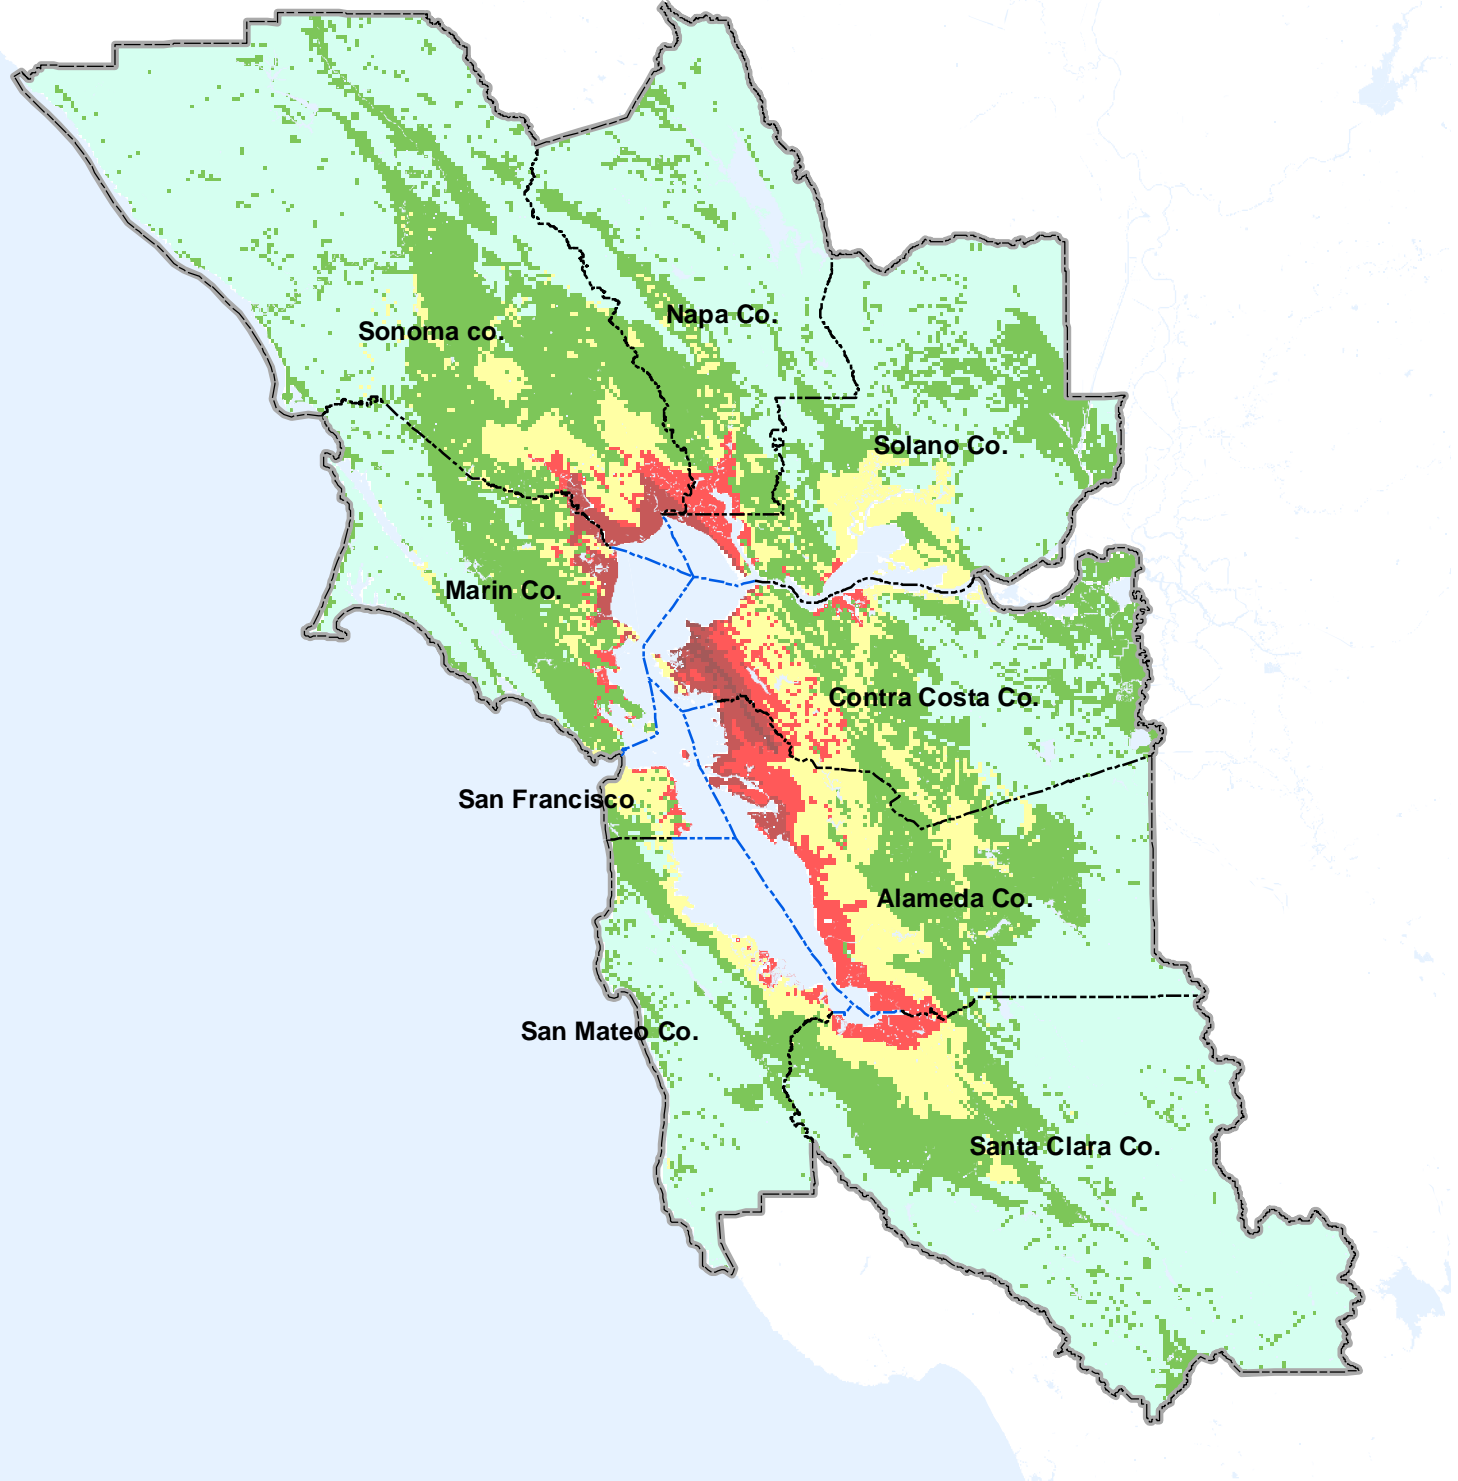 Napa Co.
Sonoma co.
Solano Co.
Marin Co.
Contra Costa Co.
San Francisco
Alameda Co.
San Mateo Co.
Santa Clara Co.